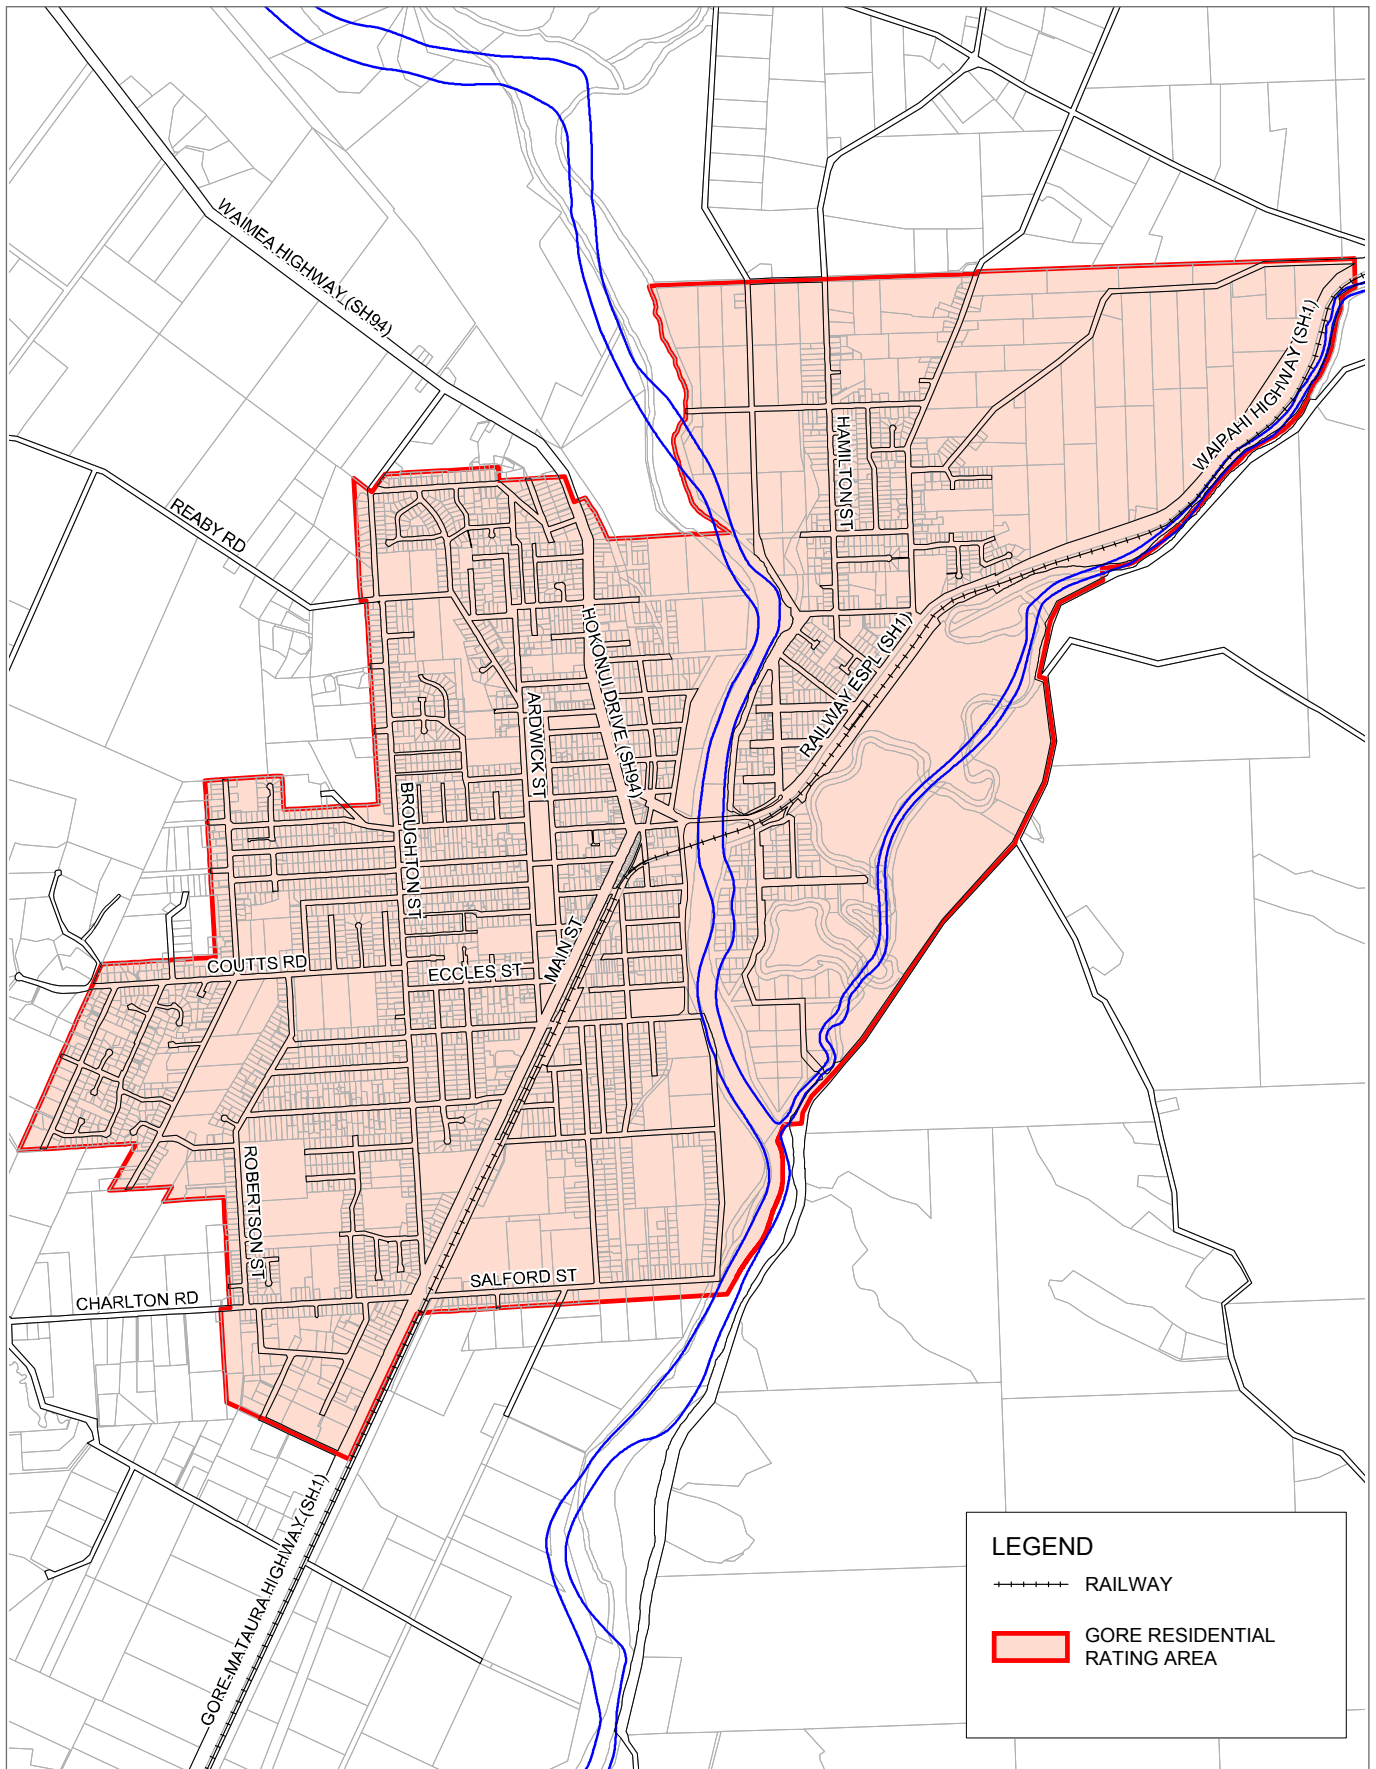 WAIMEA HIGHWAY (SH94)
WAIPAHI HIGHWAY (SH1)
HAMILTON ST
REABY RD
HOKONUI DRIVE (SH94)
RAILWAY ESPL (SH1)
ARDWICK ST
BROUGHTON ST
MAIN ST
COUTTS RD
ECCLES ST
ROBERTSON ST
SALFORD ST
CHARLTON RD
GORE-MATAURA HIGHWAY (SH1)
LEGEND
RAILWAY
GORE RESIDENTIAL
RATING AREA